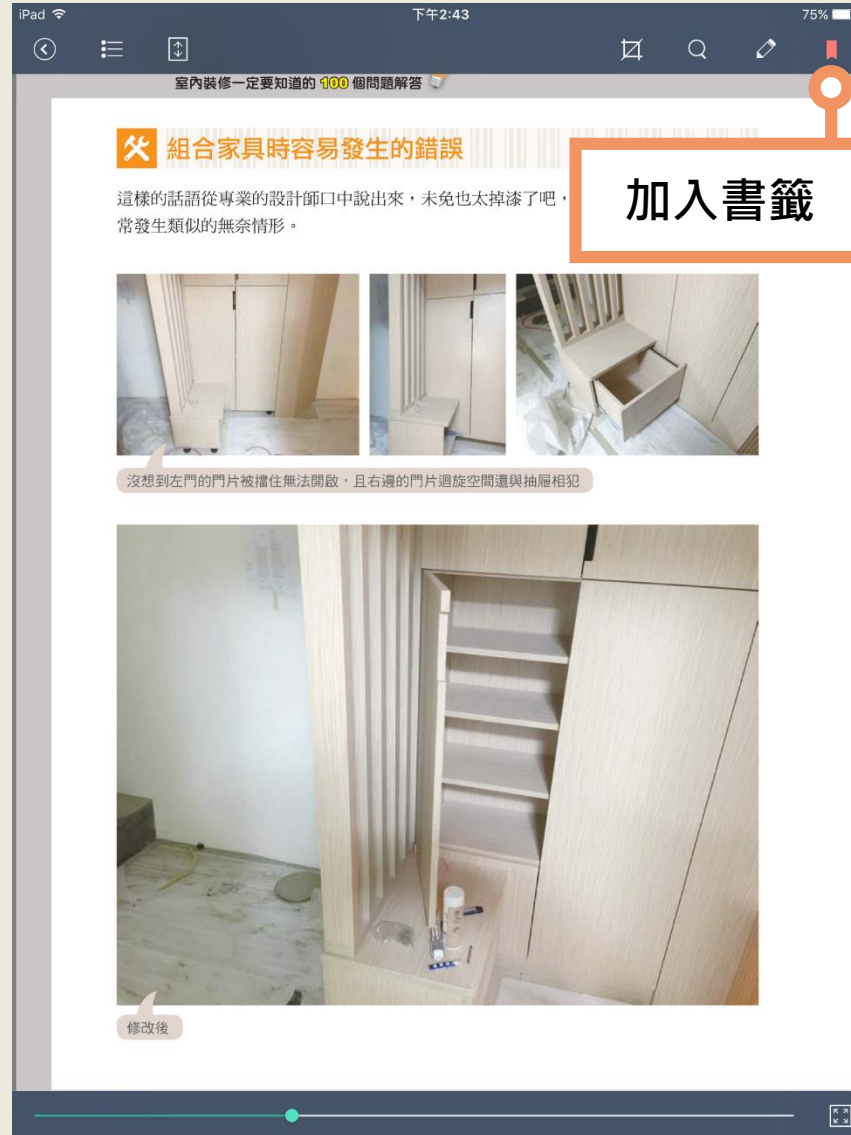 iPad 下午2:43 75%
室內裝修一定要知道的 100 個問題解答
組合家具時容易發生的錯誤
這樣的話語從專業的設計師口中說出來，未免也太掉漆了吧，
常發生類似的無奈情形。
加入書籤
沒想到左門的門片被擋住無法開啟，且右邊的門片迴旋空間還與抽屜相犯
修改後